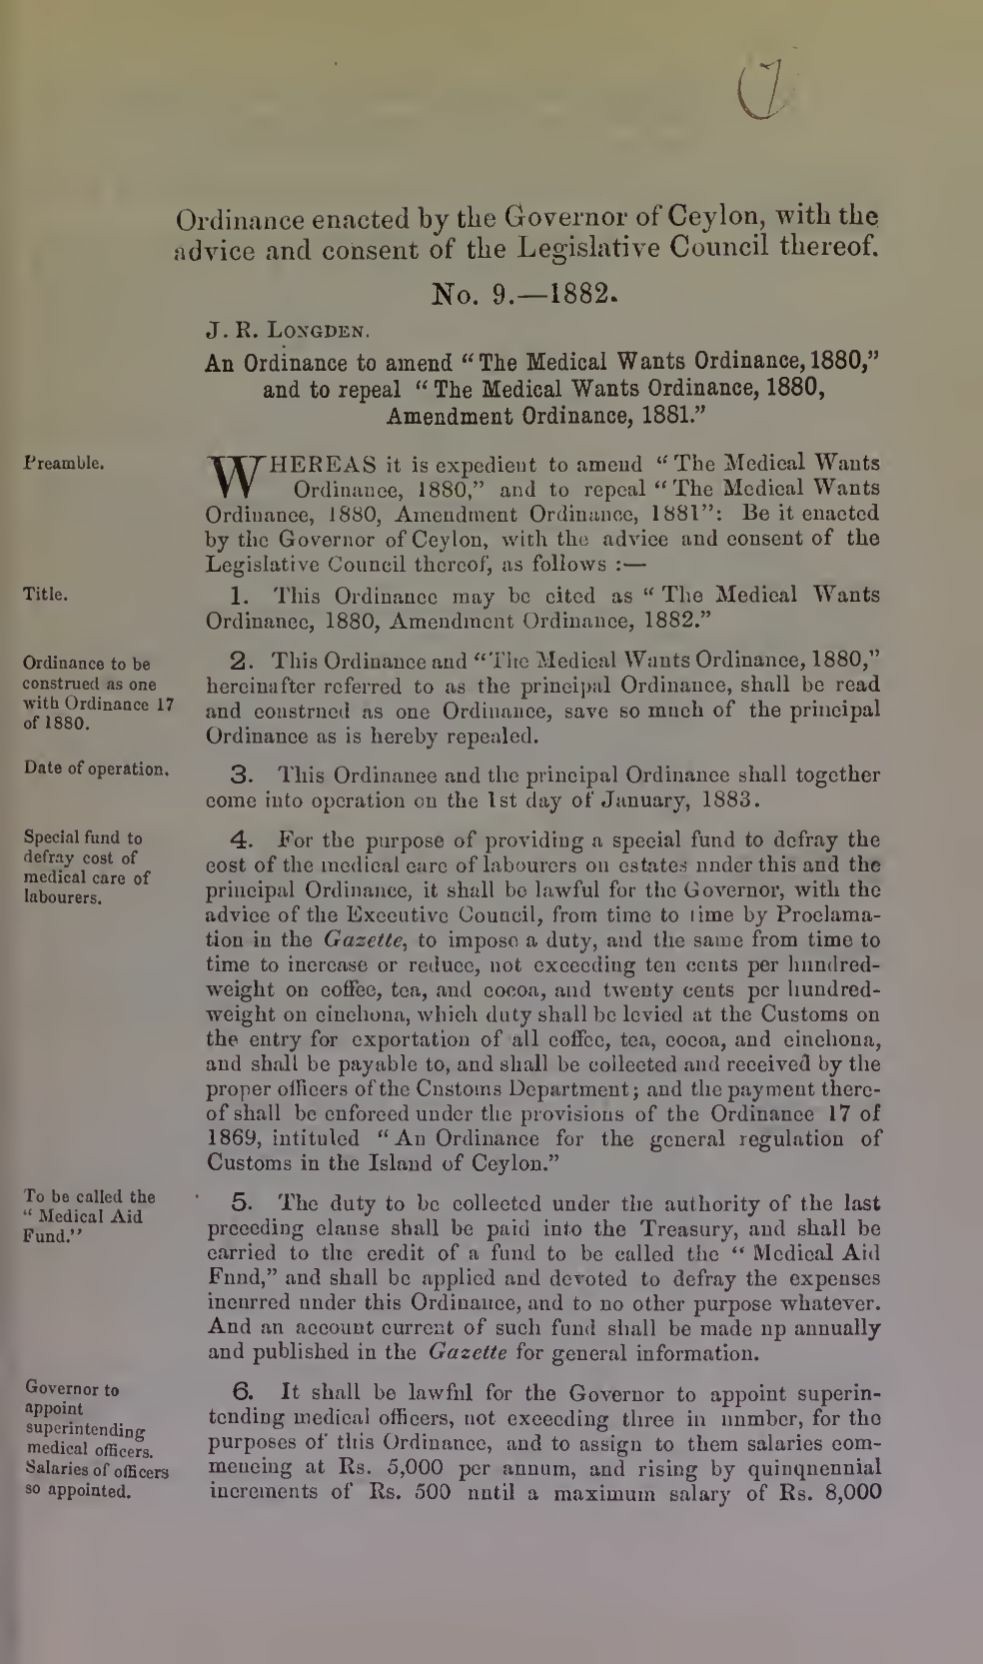 7
Ordinance enacted by the Governor of Ceylon, with the
advice and consent of the Legislative Council thereof.
No. 9.—1882.
J. R. LONGDEN.
An Ordinance to amend “The Medical Wants Ordinance, 1880,”
and to repeal “The Medical Wants Ordinance, 1880,
Amendment Ordinance, 1881.”
Preamble.
WHEREAS it is expedient to amend “The Medical Wants
Ordinance, 1880,” and to repeal “The Medical Wants
Ordinance, 1880, Amendment Ordinance, 1881”: Be it enacted
by the Governor of Ceylon, with the advice and consent of the
Legislative Council thereof, as follows :—
Title.
1. This Ordinance may be cited as “The Medical Wants
Ordinance, 1880, Amendment Ordinance, 1882.”
Ordinance to be
construed as one
with Ordinance 17
of 1880.
2. This Ordinance and “The Medical Wants Ordinance, 1880,”
hereinafter referred to as the principal Ordinance, shall be read
and construed as one Ordinance, save so much of the principal
Ordinance as is hereby repealed.
Date of operation.
3. This Ordinance and the principal Ordinance shall together
come into operation on the 1st day of January, 1883.
Special fund to
defray cost of
medical care of
labourers.
4. For the purpose of providing a special fund to defray the
cost of the medical care of labourers on estates under this and the
principal Ordinance, it shall be lawful for the Governor, with the
advice of the Executive Council, from time to time by Proclama-
tion in the Gazette, to impose a duty, and the same from time to
time to increase or reduce, not exceeding ten cents per hundred-
weight on coffee, tea, and cocoa, and twenty cents per hundred-
weight on cinchona, which duty shall be levied at the Customs on
the entry for exportation of all coffee, tea, cocoa, and cinchona,
and shall be payable to, and shall be collected and received by the
proper officers of the Customs Department; and the payment there-
of shall be enforced under the provisions of the Ordinance 17 of
1869, intituled “An Ordinance for the general regulation of
Customs in the Island of Ceylon.”
To be called the
“Medical Aid
Fund.”
5. The duty to be collected under the authority of the last
preceding clause shall be paid into the Treasury, and shall be
carried to the credit of a fund to be called the “Medical Aid
Fund,” and shall be applied and devoted to defray the expenses
incurred under this Ordinance, and to no other purpose whatever.
And an account current of such fund shall be made up annually
and published in the Gazette for general information.
Governor to
appoint
superintending
medical officers.
Salaries of officers
so appointed.
6. It shall be lawful for the Governor to appoint superin-
tending medical officers, not exceeding three in number, for the
purposes of this Ordinance, and to assign to them salaries com-
mencing at Rs. 5,000 per annum, and rising by quinquennial
increments of Rs. 500 until a maximum salary of Rs. 8,000